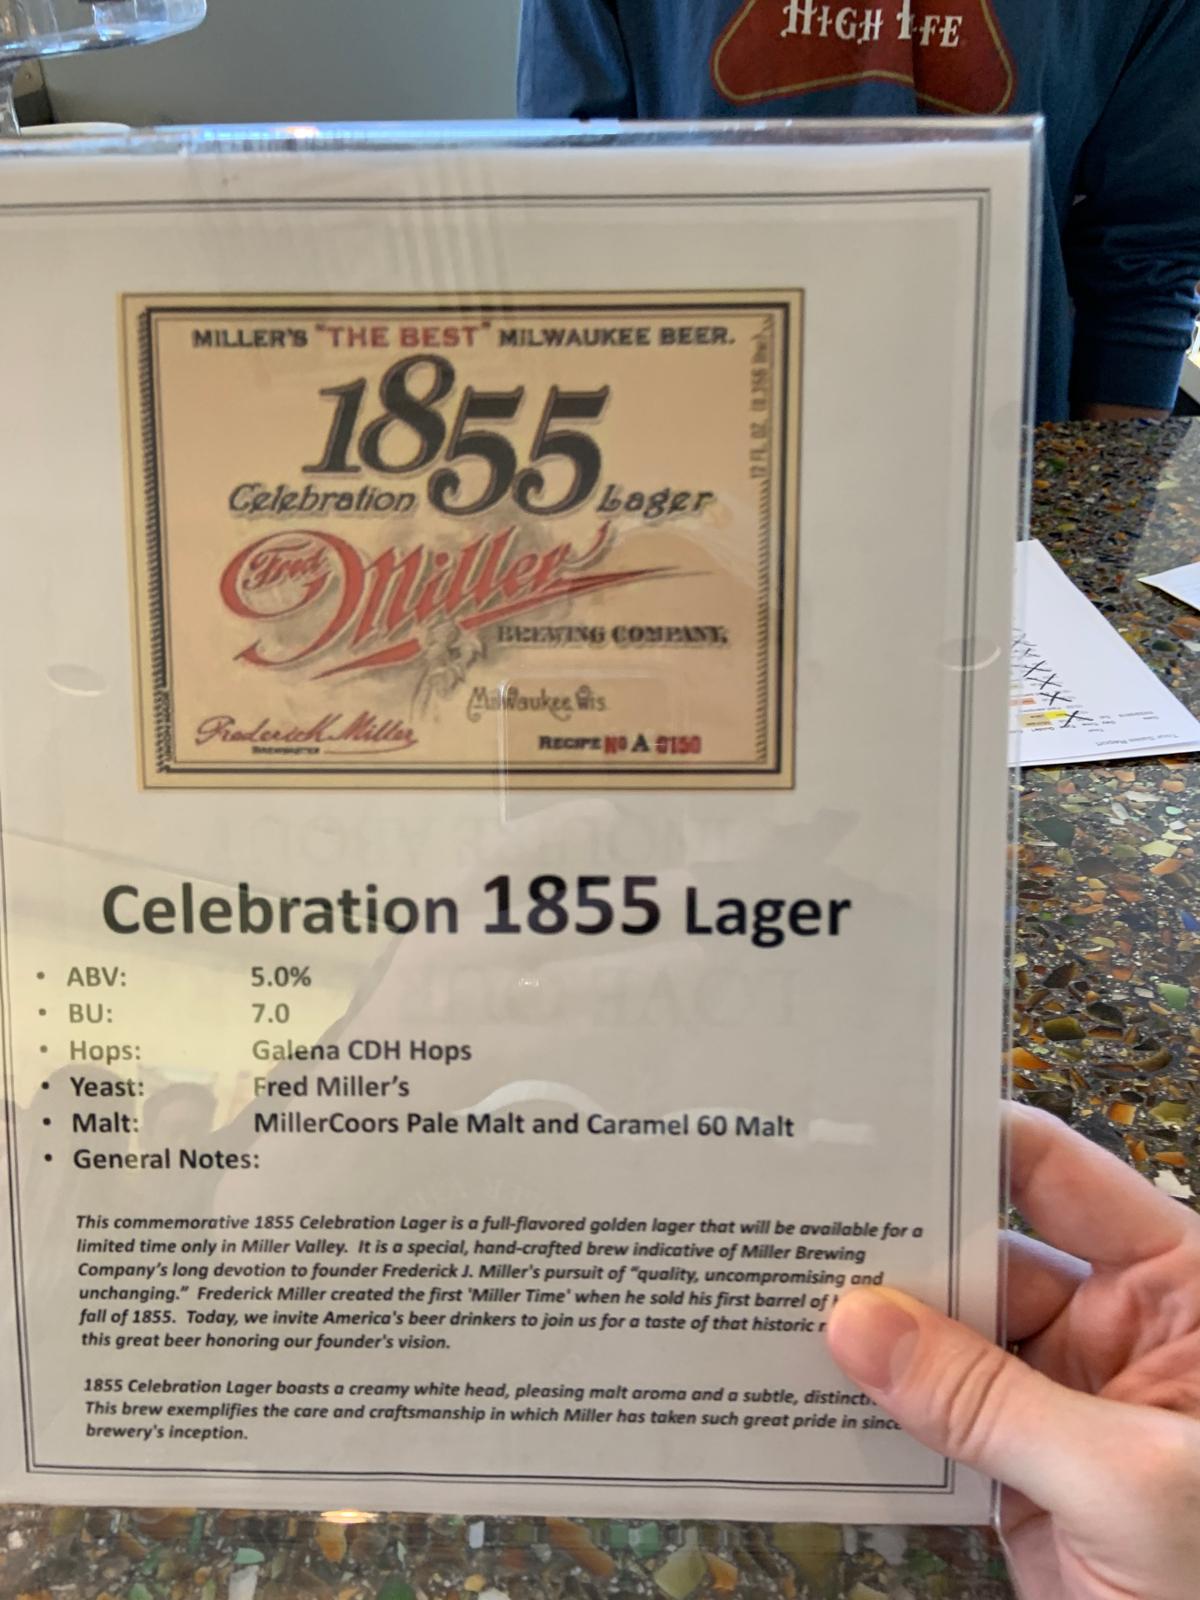 HIGH LIFE
MILLER'S "THE BEST" MILWAUKEE BEER.
1855
Celebration Lager
12 FL. OZ.
Fred Miller
BREWING COMPANY.
Milwaukee, Wis.
Frederick Miller
BREWMASTER
RECIPE No A 0150
Celebration 1855 Lager
• ABV: 5.0%
• BU: 7.0
• Hops: Galena CDH Hops
• Yeast: Fred Miller's
• Malt: MillerCoors Pale Malt and Caramel 60 Malt
• General Notes:
This commemorative 1855 Celebration Lager is a full-flavored golden lager that will be available for a
limited time only in Miller Valley. It is a special, hand-crafted brew indicative of Miller Brewing
Company's long devotion to founder Frederick J. Miller's pursuit of "quality, uncompromising and
unchanging." Frederick Miller created the first 'Miller Time' when he sold his first barrel of
fall of 1855. Today, we invite America's beer drinkers to join us for a taste of that historic
this great beer honoring our founder's vision.
1855 Celebration Lager boasts a creamy white head, pleasing malt aroma and a subtle,
This brew exemplifies the care and craftsmanship in which Miller has taken such great pride in since
brewery's inception.
Tour Sales Report